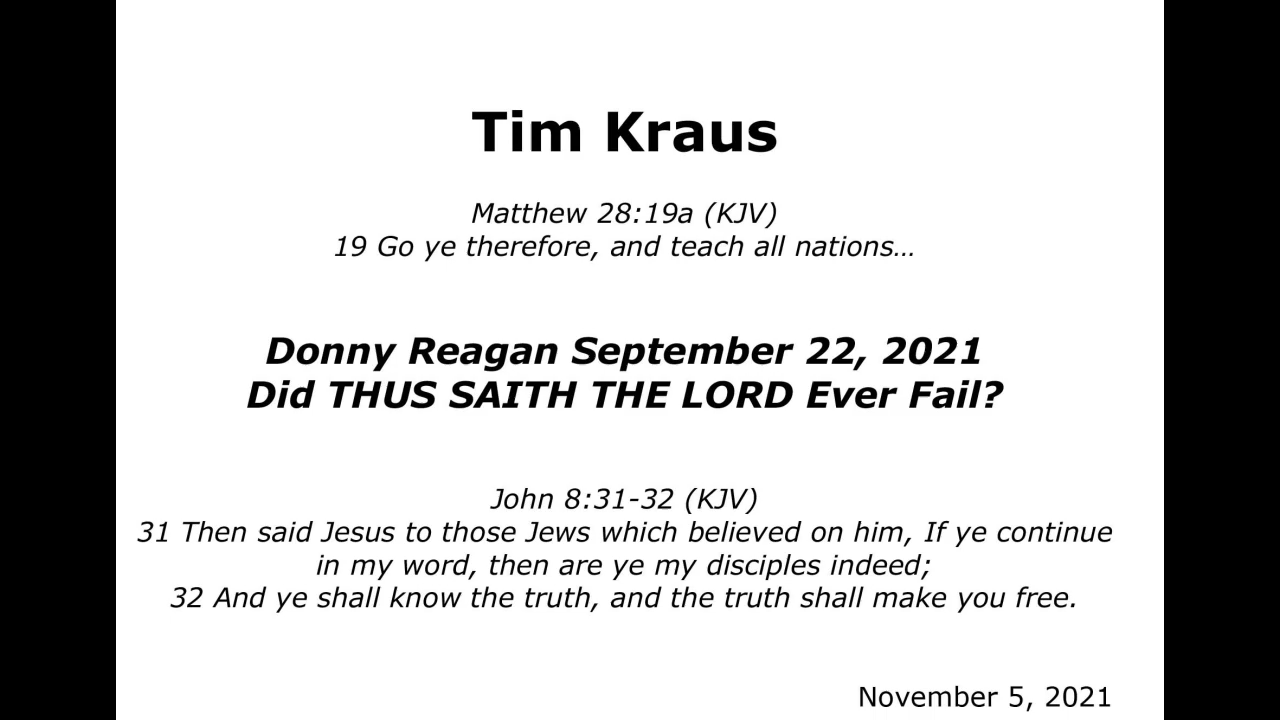 Tim Kraus
Matthew 28:19a (KJV)
19 Go ye therefore, and teach all nations…
Donny Reagan September 22, 2021
Did THUS SAITH THE LORD Ever Fail?
John 8:31-32 (KJV)
31 Then said Jesus to those Jews which believed on him, If ye continue
in my word, then are ye my disciples indeed;
32 And ye shall know the truth, and the truth shall make you free.
November 5, 2021